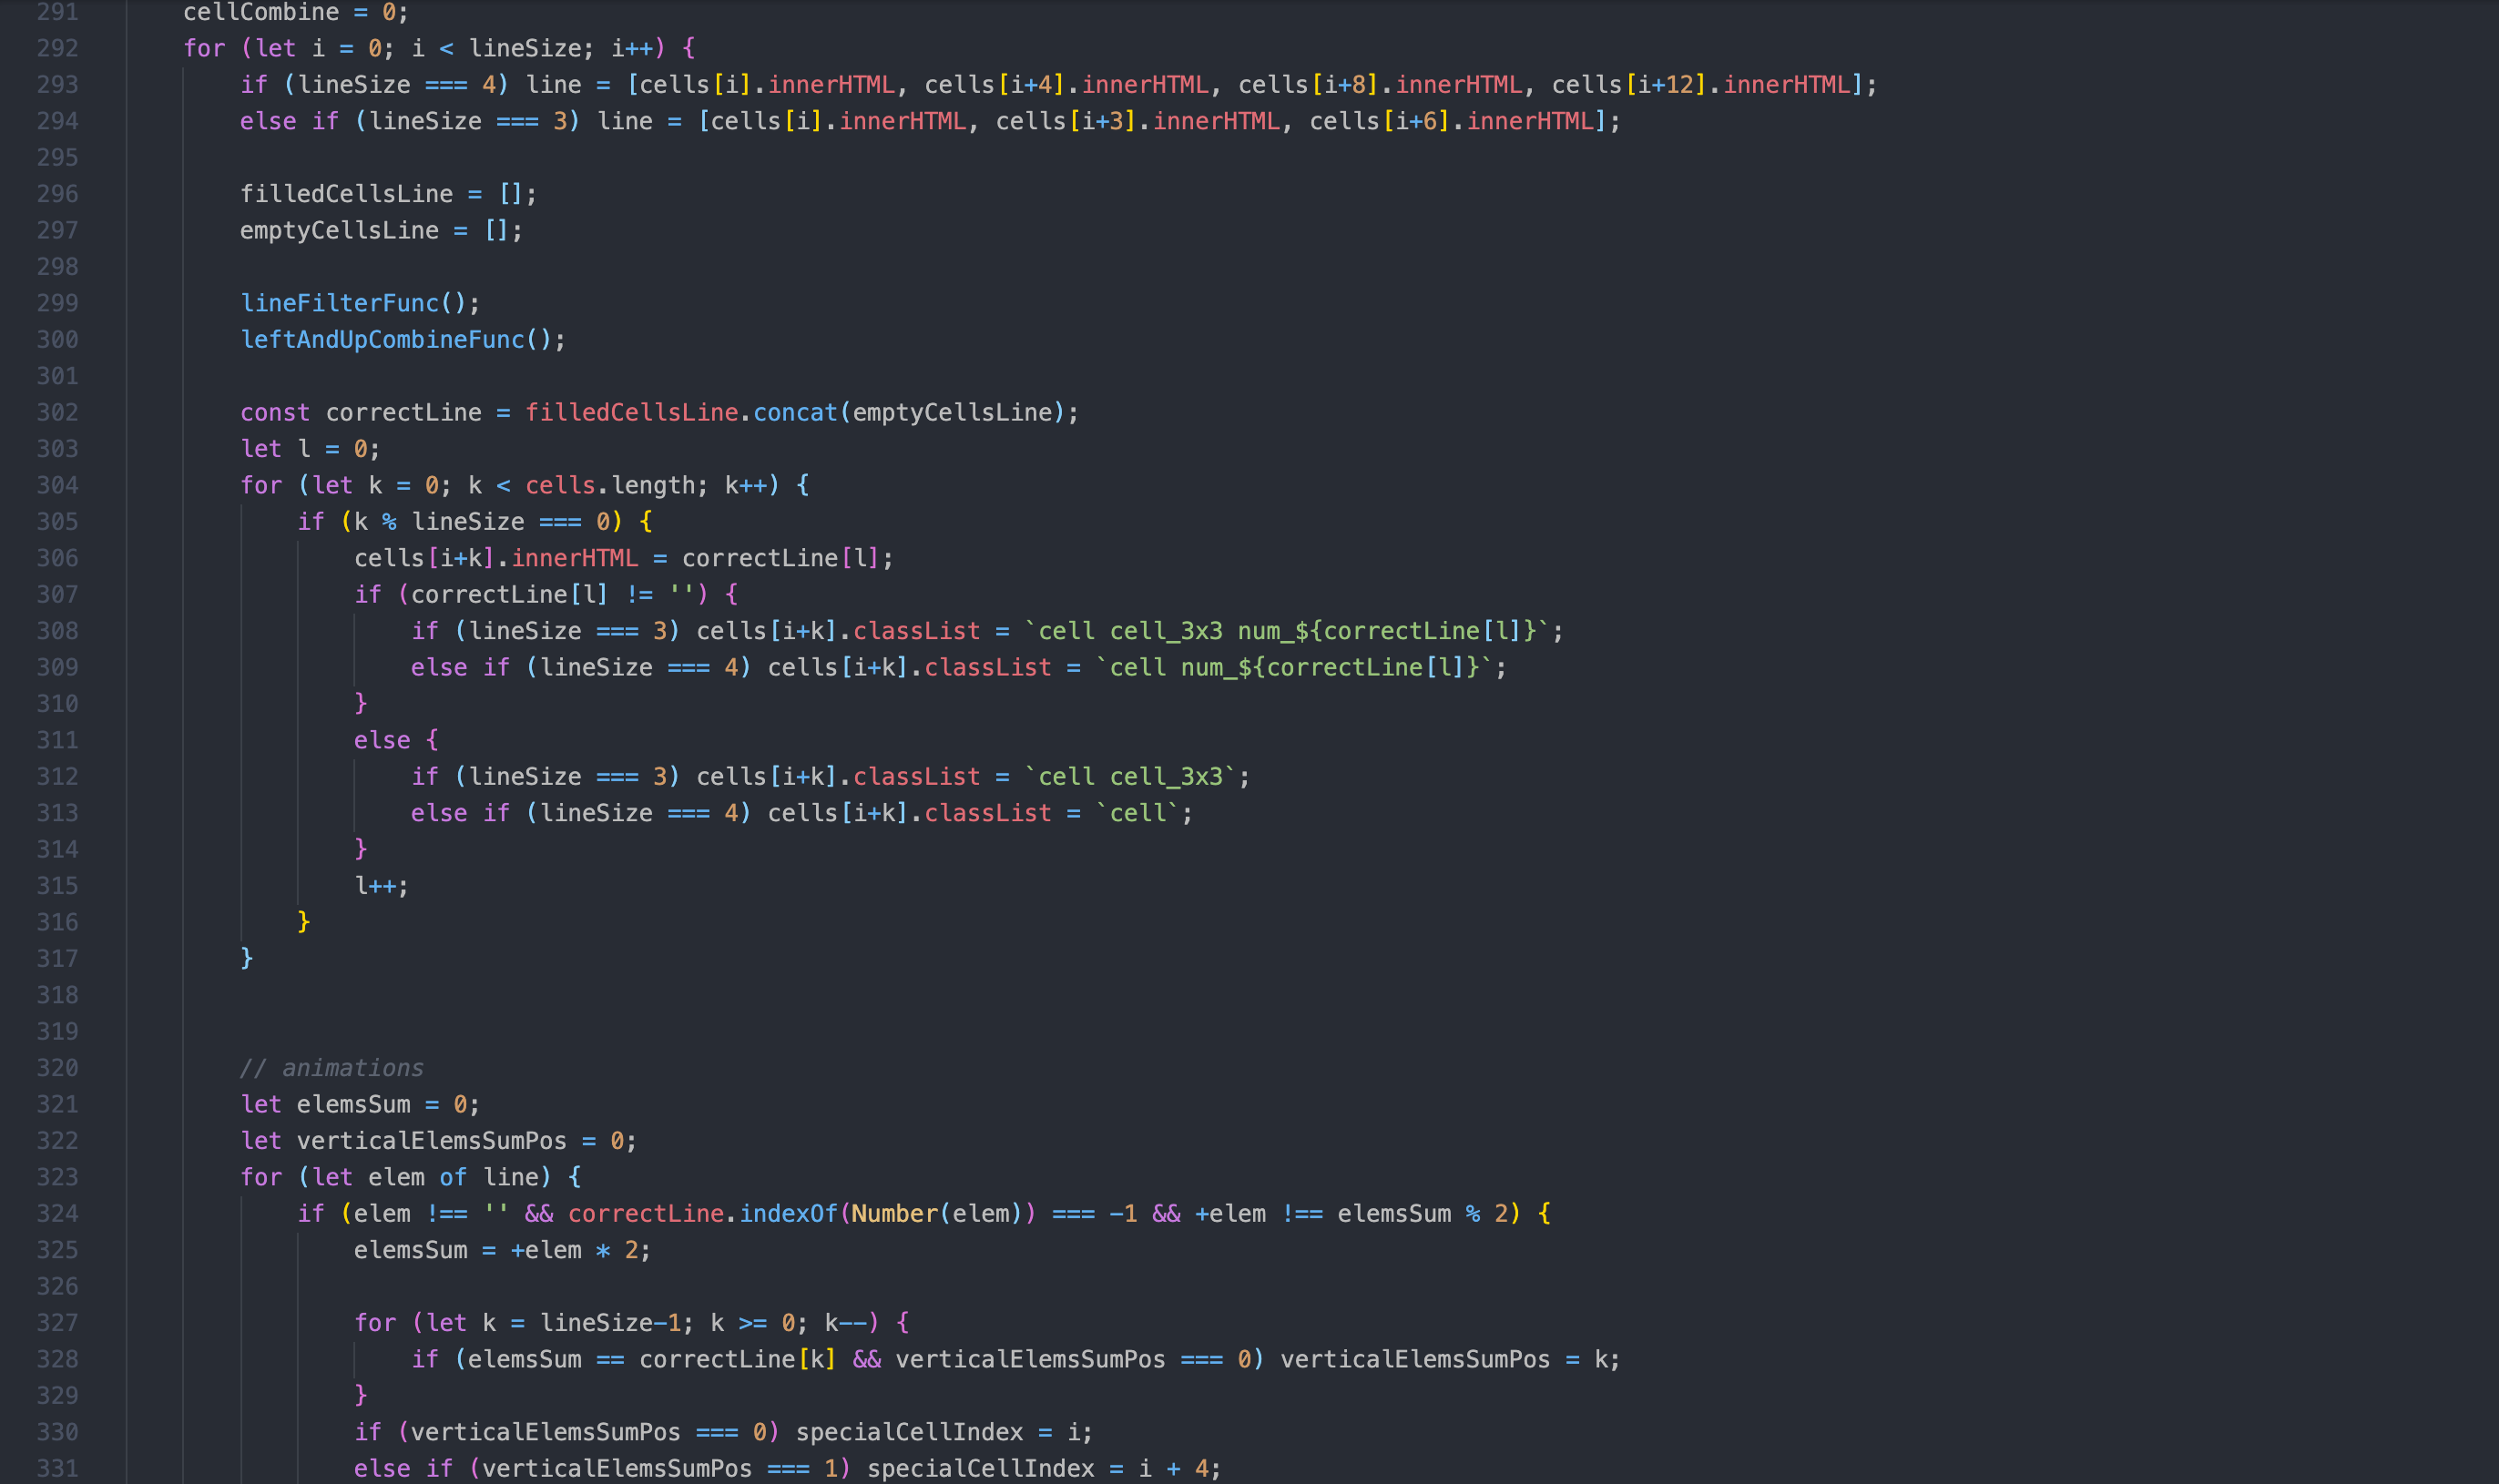 291 cellCombine = 0;
292 for (let i = 0; i < lineSize; i++) {
293 if (lineSize === 4) line = [cells[i].innerHTML, cells[i+4].innerHTML, cells[i+8].innerHTML, cells[i+12].innerHTML];
294 else if (lineSize === 3) line = [cells[i].innerHTML, cells[i+3].innerHTML, cells[i+6].innerHTML];
295
296 filledCellsLine = [];
297 emptyCellsLine = [];
298
299 lineFilterFunc();
300 leftAndUpCombineFunc();
301
302 const correctLine = filledCellsLine.concat(emptyCellsLine);
303 let l = 0;
304 for (let k = 0; k < cells.length; k++) {
305 if (k % lineSize === 0) {
306 cells[i+k].innerHTML = correctLine[l];
307 if (correctLine[l] != '') {
308 if (lineSize === 3) cells[i+k].classList = `cell cell_3x3 num_${correctLine[l]}`;
309 else if (lineSize === 4) cells[i+k].classList = `cell num_${correctLine[l]}`;
310 }
311 else {
312 if (lineSize === 3) cells[i+k].classList = `cell cell_3x3`;
313 else if (lineSize === 4) cells[i+k].classList = `cell`;
314 }
315 l++;
316 }
317 }
318
319
320 // animations
321 let elemsSum = 0;
322 let verticalElemsSumPos = 0;
323 for (let elem of line) {
324 if (elem !== '' && correctLine.indexOf(Number(elem)) === -1 && +elem !== elemsSum % 2) {
325 elemsSum = +elem * 2;
326
327 for (let k = lineSize-1; k >= 0; k--) {
328 if (elemsSum == correctLine[k] && verticalElemsSumPos === 0) verticalElemsSumPos = k;
329 }
330 if (verticalElemsSumPos === 0) specialCellIndex = i;
331 else if (verticalElemsSumPos === 1) specialCellIndex = i + 4;